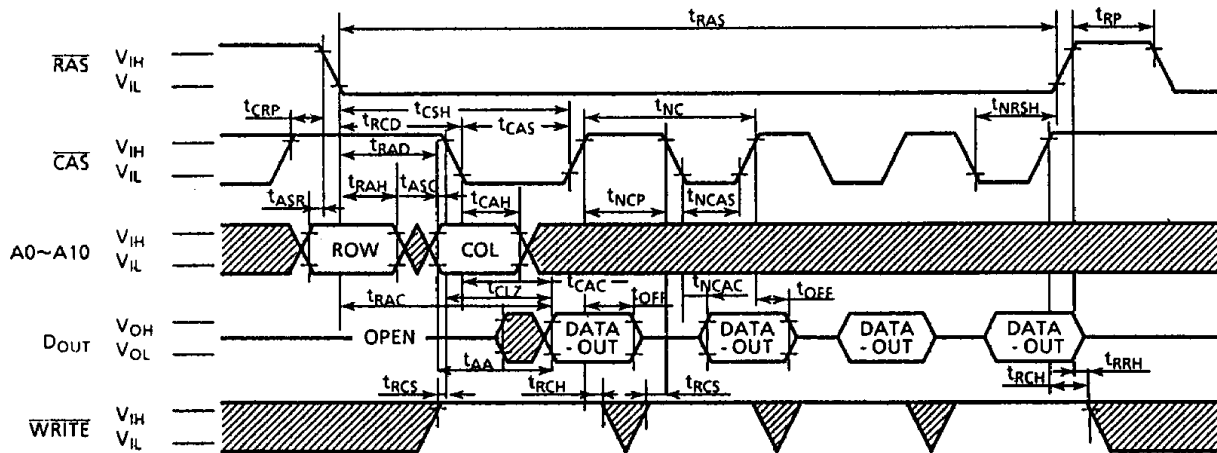 tRAS
tRP
RAS
VIH
VIL
tCRP
tCSH
tNC
tNRSH
tRCD
tCAS
CAS
VIH
VIL
tRAD
tRAH
tASC
tASR
tCAH
tNCP
tNCAS
A0~A10
VIH
VIL
ROW
COL
tCAC
tCLZ
tOFF
tNCAC
tOFF
tRAC
DOUT
VOH
VOL
OPEN
DATA
-OUT
DATA
-OUT
DATA
-OUT
DATA
-OUT
tAA
tRCS
tRCH
tRCS
tRCH
tRRH
WRITE
VIH
VIL